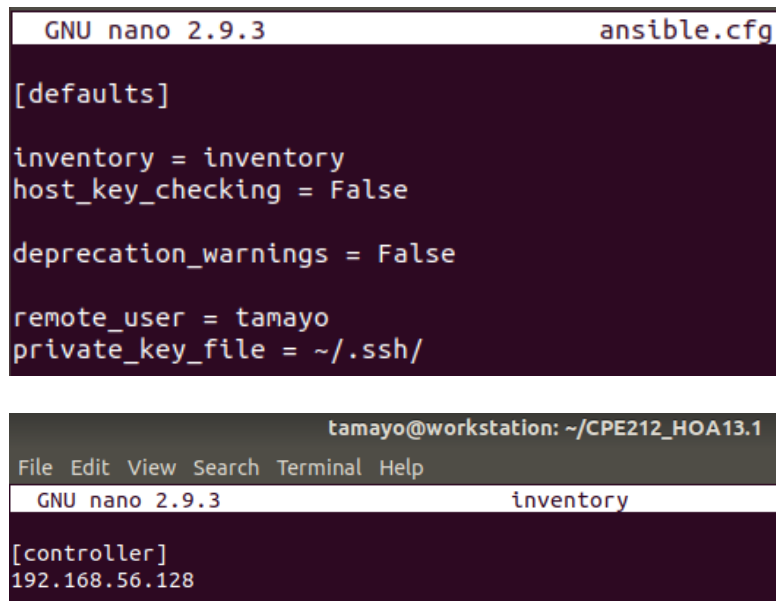 GNU nano 2.9.3 ansible.cfg
[defaults]
inventory = inventory
host_key_checking = False
deprecation_warnings = False
remote_user = tamayo
private_key_file = ~/.ssh/
tamayo@workstation: ~/CPE212_HOA13.1
File Edit View Search Terminal Help
GNU nano 2.9.3 inventory
[controller]
192.168.56.128